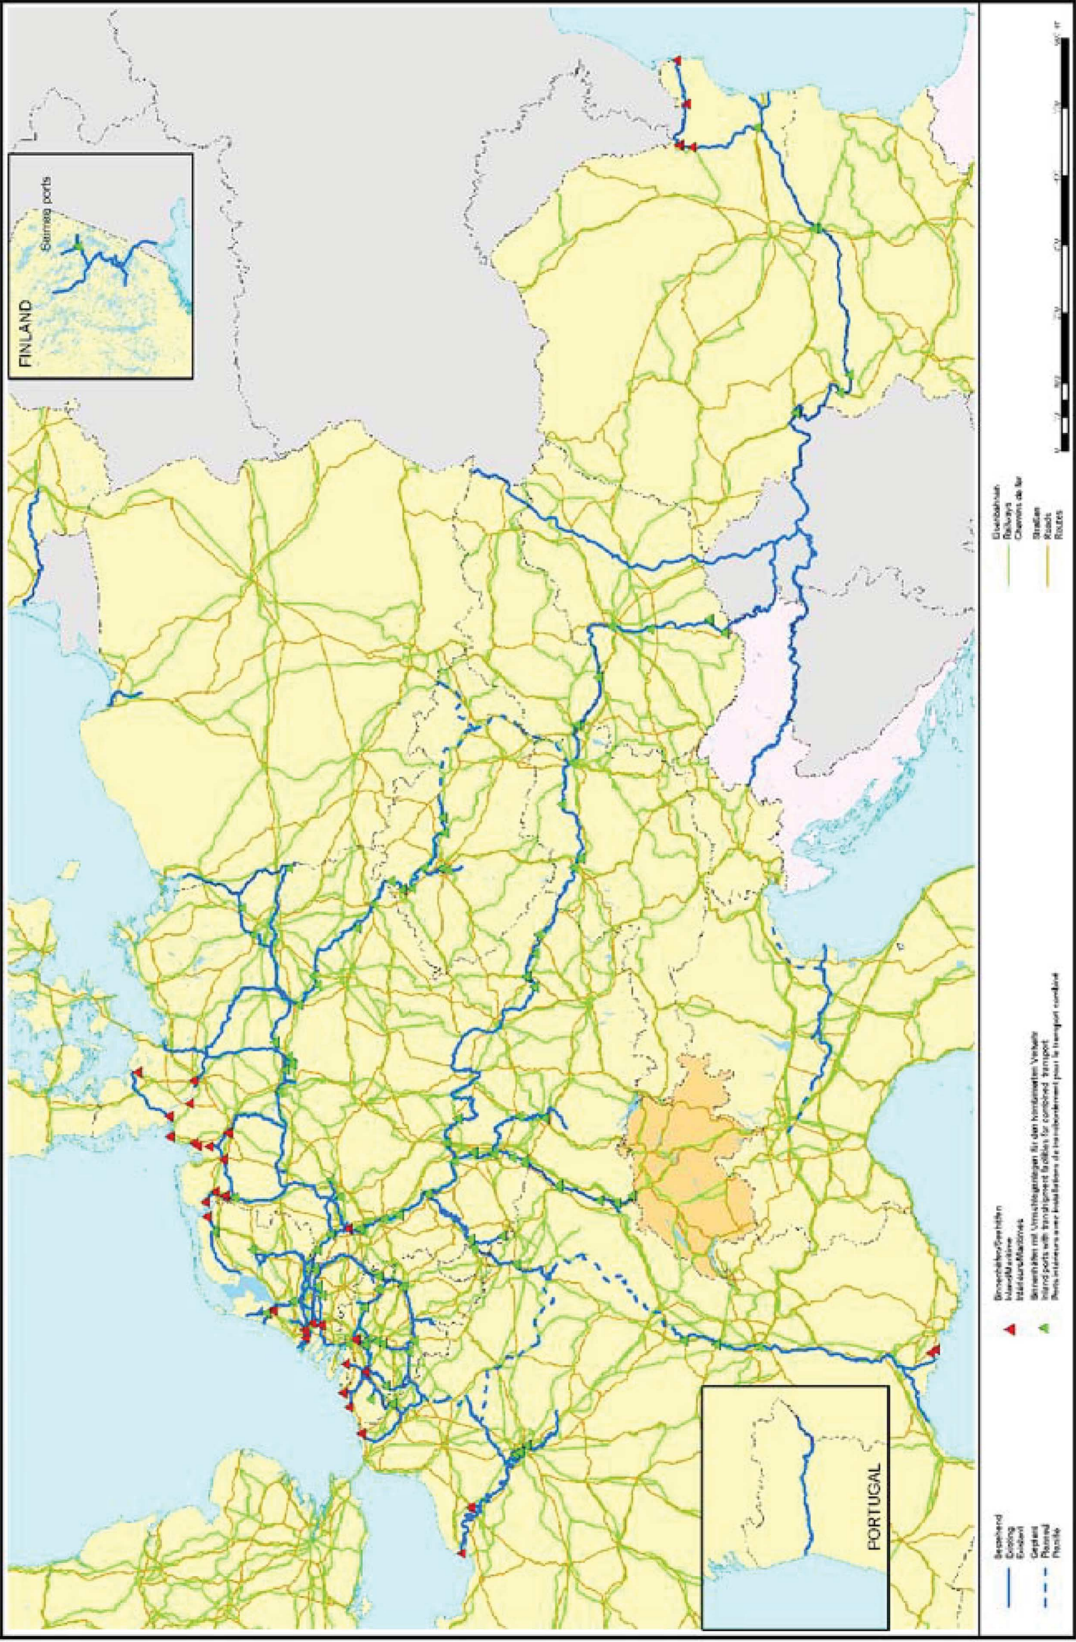 FINLAND
Saimaa ports
PORTUGAL
Bestehend
Existing
Existant
Geplant
Planned
Planifié
Binnenhäfen/Seehäfen
Inland/Maritime
Intérieurs/Maritimes
Binnenhäfen mit Umschlaganlagen für den kombinierten Verkehr
Inland ports with transhipment facilities for combined transport
Ports intérieurs avec installations de transbordement pour le transport combiné
Eisenbahnen
Railways
Chemins de fer
Straßen
Roads
Routes